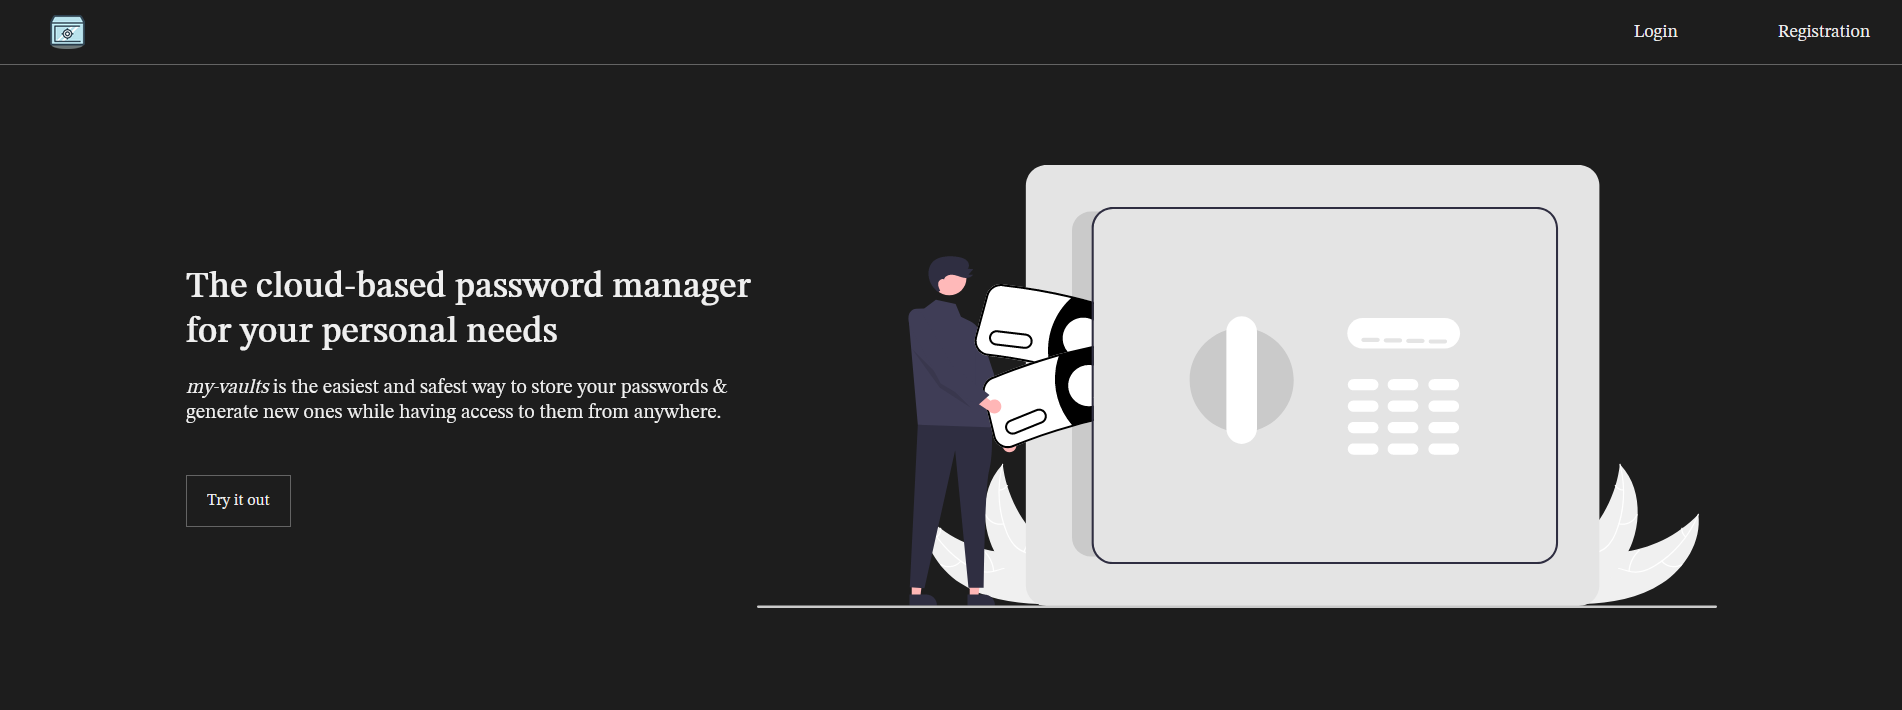 Login
Registration
The cloud-based password manager
for your personal needs
my-vaults is the easiest and safest way to store your passwords &
generate new ones while having access to them from anywhere.
Try it out